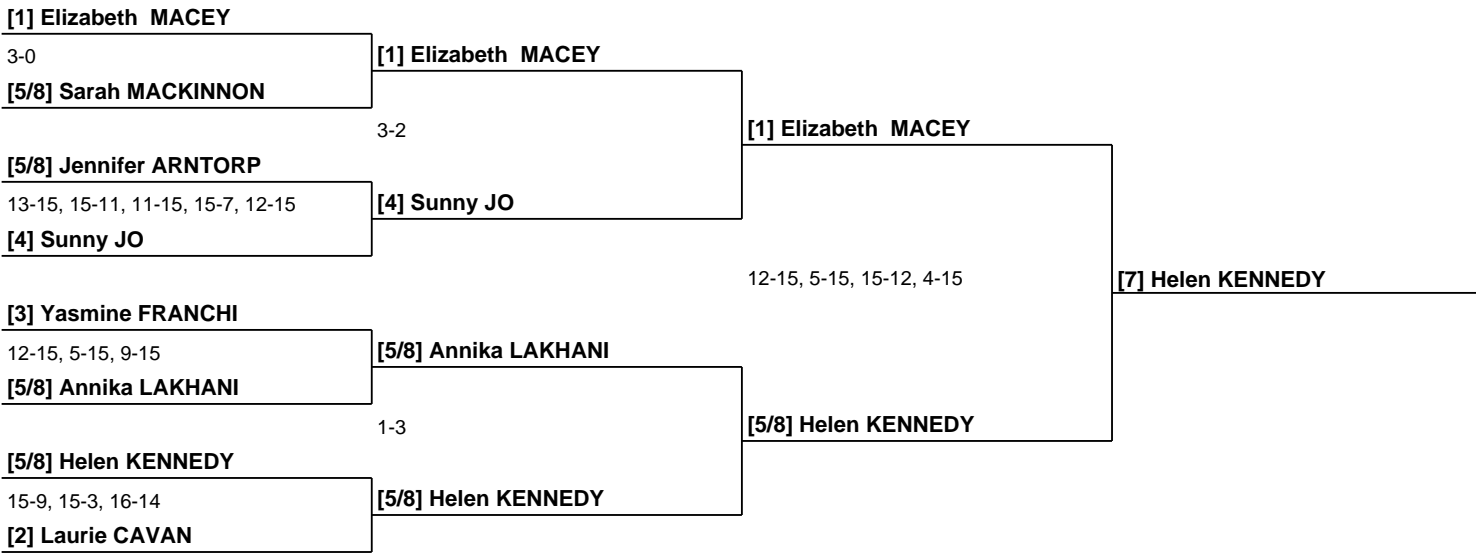 [1] Elizabeth  MACEY
3-0
[1] Elizabeth  MACEY
[5/8] Sarah MACKINNON
3-2
[1] Elizabeth  MACEY
[5/8] Jennifer ARNTORP
13-15, 15-11, 11-15, 15-7, 12-15
[4] Sunny JO
[4] Sunny JO
12-15, 5-15, 15-12, 4-15
[7] Helen KENNEDY
[3] Yasmine FRANCHI
12-15, 5-15, 9-15
[5/8] Annika LAKHANI
[5/8] Annika LAKHANI
1-3
[5/8] Helen KENNEDY
[5/8] Helen KENNEDY
15-9, 15-3, 16-14
[5/8] Helen KENNEDY
[2] Laurie CAVAN